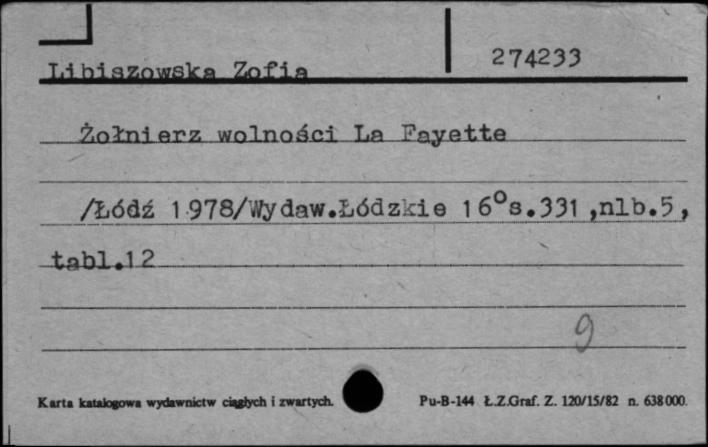 Libiszowska Zofia 274233
Żołnierz wolności La Fayette
/Łódź 1978/Wydaw.Łódzkie 16°s.331,nlb.5,
tabl.12
9
Karta katalogowa wydawnictw ciągłych i zwartych. Pu-B-144 Ł.Z.Graf. Z. 120/15/82 n. 638000.